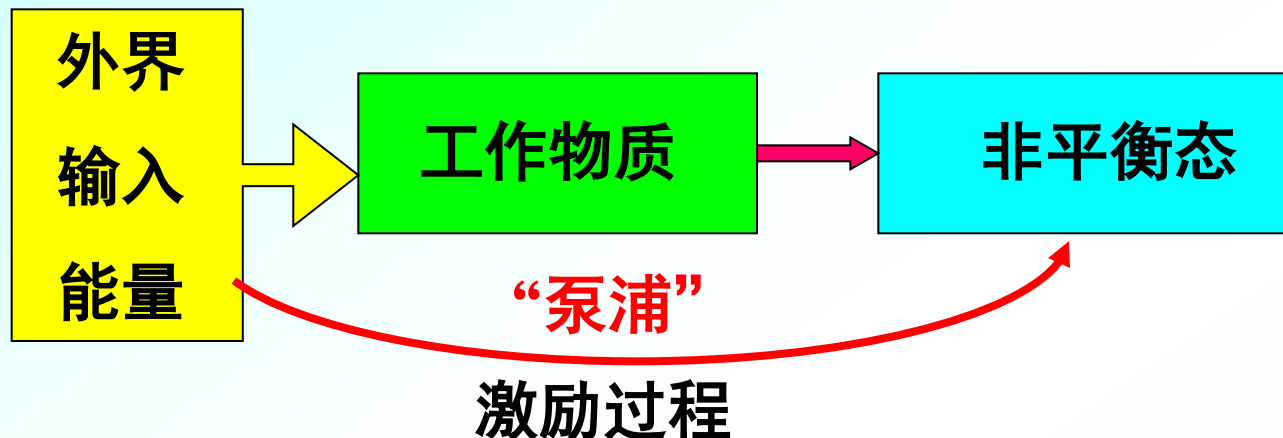 外界
输入
能量
工作物质
非平衡态
“泵浦”
激励过程